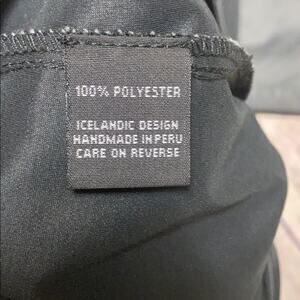 100% POLYESTER
ICELANDIC DESIGN
HANDMADE IN PERU
CARE ON REVERSE